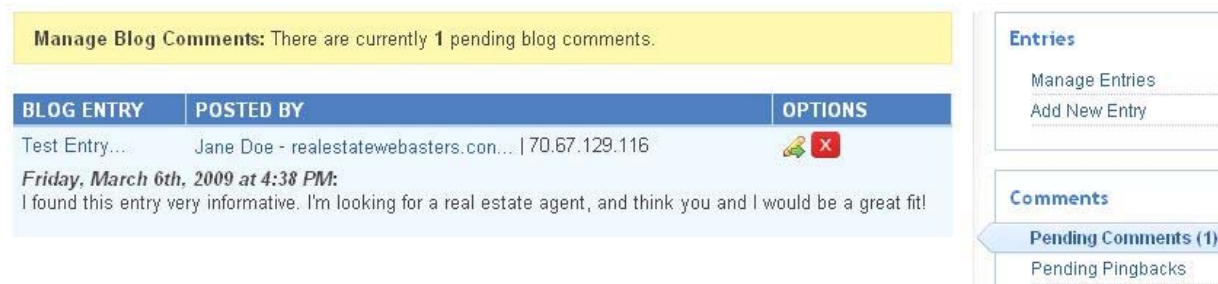 Manage Blog Comments: There are currently 1 pending blog comments.
BLOG ENTRY POSTED BY OPTIONS
Test Entry... Jane Doe - realestatewebasters.con... | 70.67.129.116
X
Friday, March 6th, 2009 at 4:38 PM:
I found this entry very informative. I'm looking for a real estate agent, and think you and I would be a great fit!
Entries
Manage Entries
Add New Entry
Comments
Pending Comments (1)
Pending Pingbacks